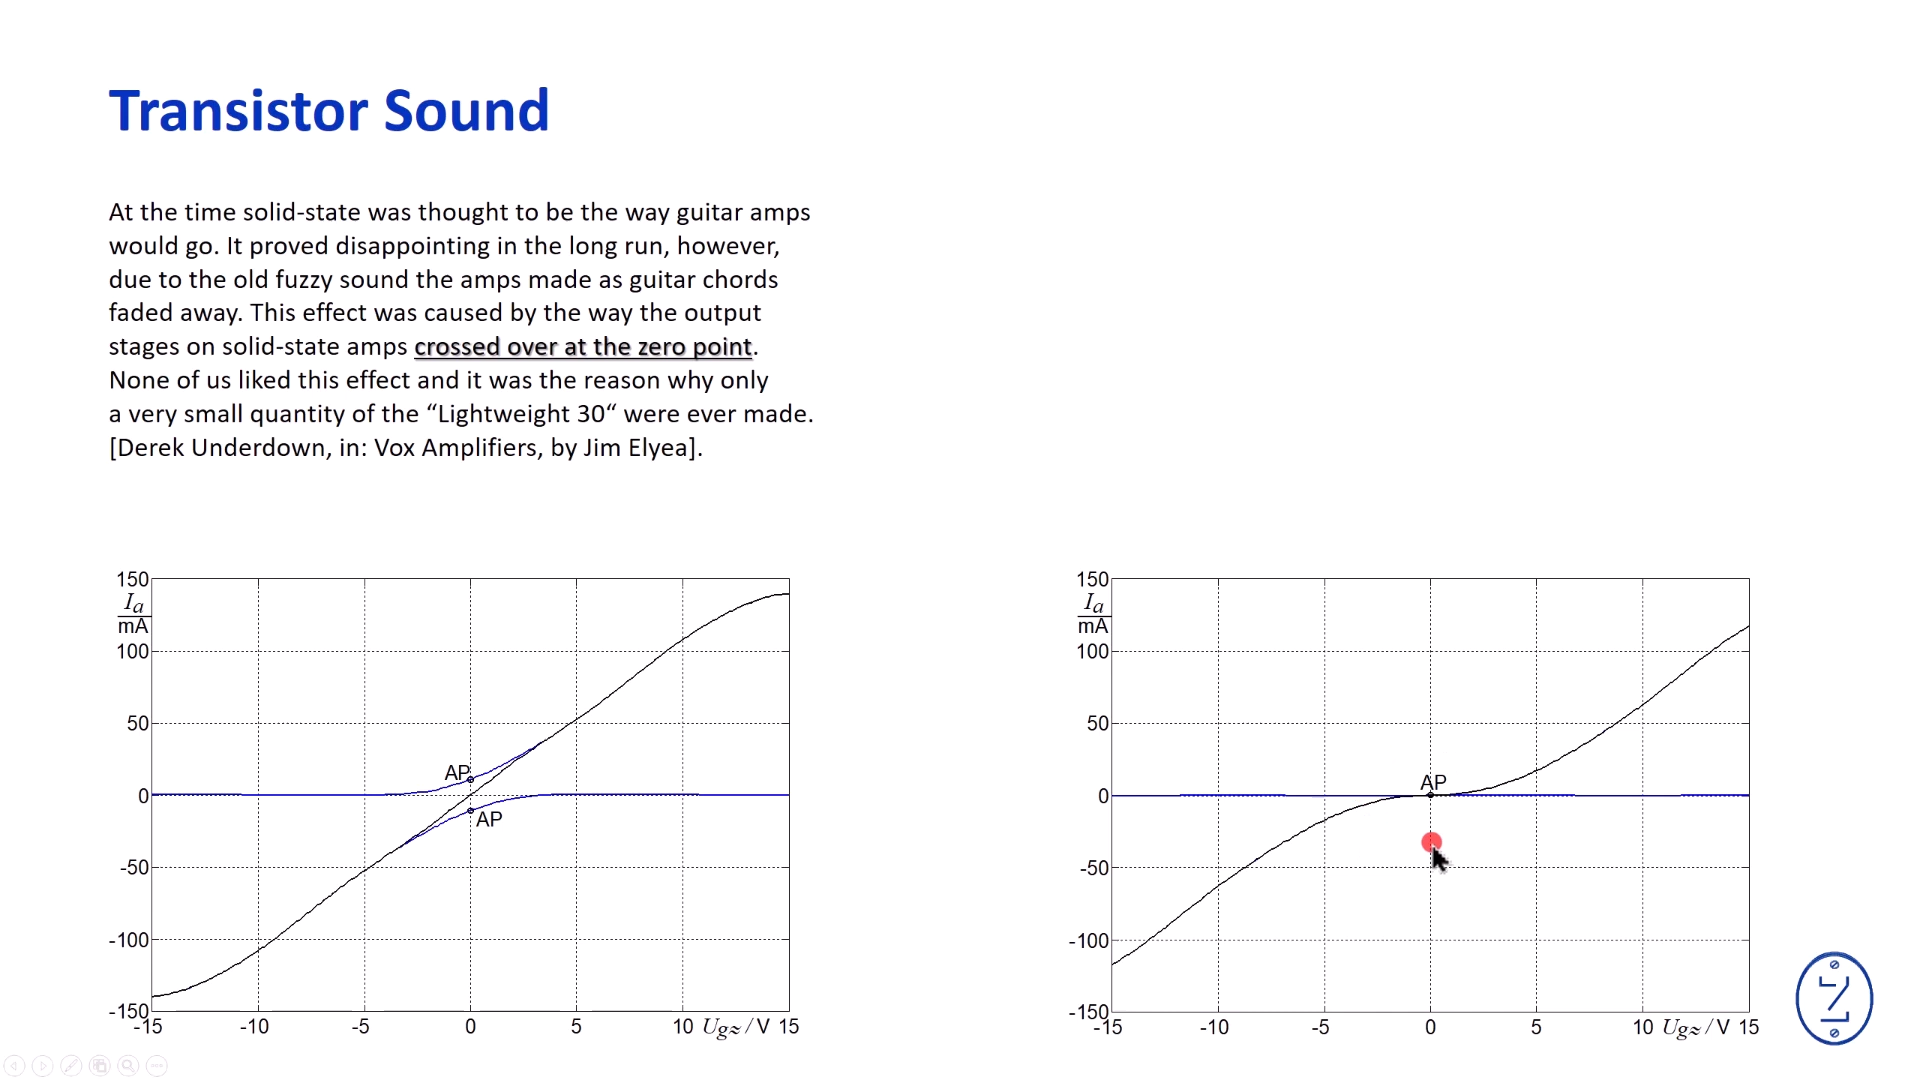 Transistor Sound
At the time solid-state was thought to be the way guitar amps
would go. It proved disappointing in the long run, however,
due to the old fuzzy sound the amps made as guitar chords
faded away. This effect was caused by the way the output
stages on solid-state amps crossed over at the zero point.
None of us liked this effect and it was the reason why only
a very small quantity of the “Lightweight 30“ were ever made.
[Derek Underdown, in: Vox Amplifiers, by Jim Elyea].
150
Ia
mA
100
50
AP
0
AP
-50
-100
-150
-15 -10 -5 0 5 10 Ug≈/V 15
150
Ia
mA
100
50
AP
0
-50
-100
-150
-15 -10 -5 0 5 10 Ug≈/V 15